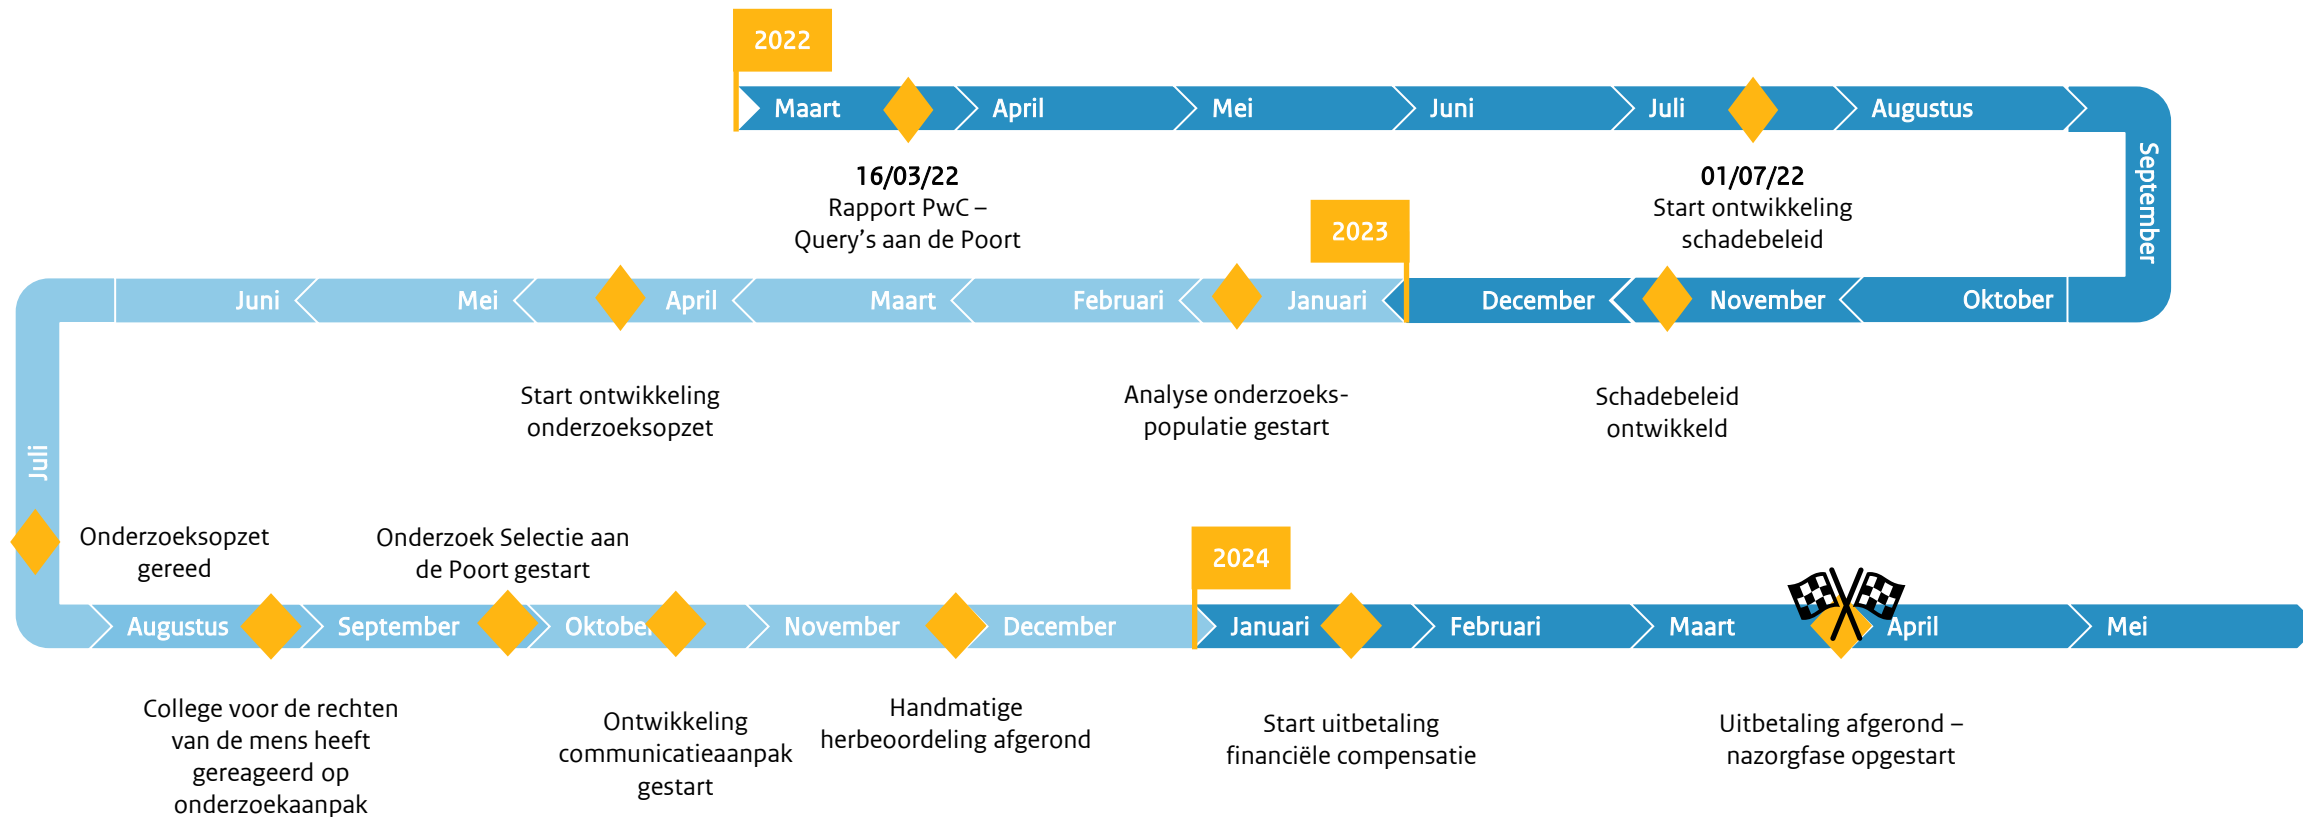 2022
Maart
April
Mei
Juni
Juli
Augustus
September
16/03/22
Rapport PwC –
Query’s aan de Poort
01/07/22
Start ontwikkeling
schadebeleid
2023
Oktober
November
December
Januari
Februari
Maart
April
Mei
Juni
Juli
Schadebeleid
ontwikkeld
Analyse onderzoeks-
populatie gestart
Start ontwikkeling
onderzoeksopzet
Onderzoeksopzet
gereed
Onderzoek Selectie aan
de Poort gestart
2024
Augustus
September
Oktober
November
December
Januari
Februari
Maart
April
Mei
College voor de rechten
van de mens heeft
gereageerd op
onderzoekaanpak
Ontwikkeling
communicatieaanpak
gestart
Handmatige
herbeoordeling afgerond
Start uitbetaling
financiële compensatie
Uitbetaling afgerond –
nazorgfase opgestart